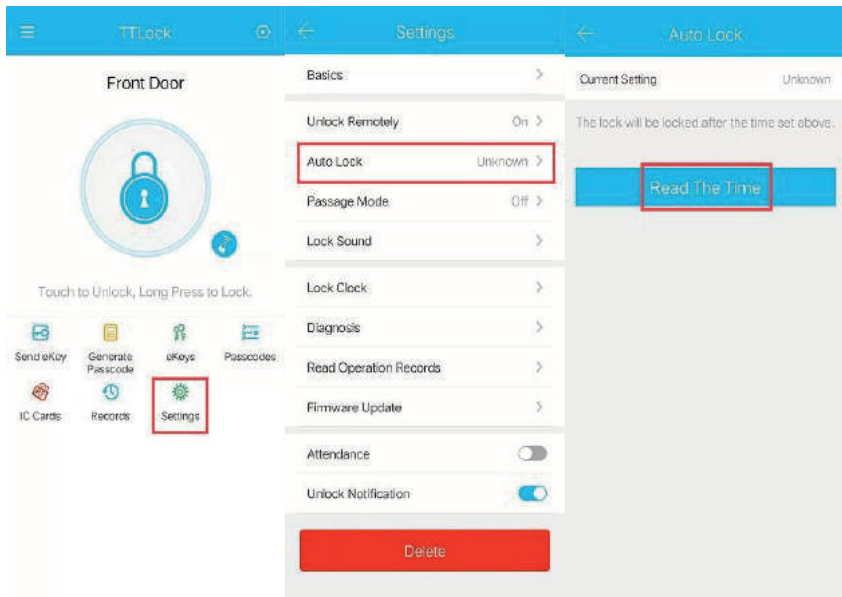 TTLock
Front Door
Touch to Unlock, Long Press to Lock.
Send eKey
Generate
Passcode
eKeys
Passcodes
IC Cards
Records
Settings
Settings
Basics
Unlock Remotely On
Auto Lock Unknown
Passage Mode Off
Lock Sound
Lock Clock
Diagnosis
Read Operation Records
Firmware Update
Attendance
Unlock Notification
Delete
Auto Lock
Current Setting Unknown
The lock will be locked after the time set above.
Read The Time